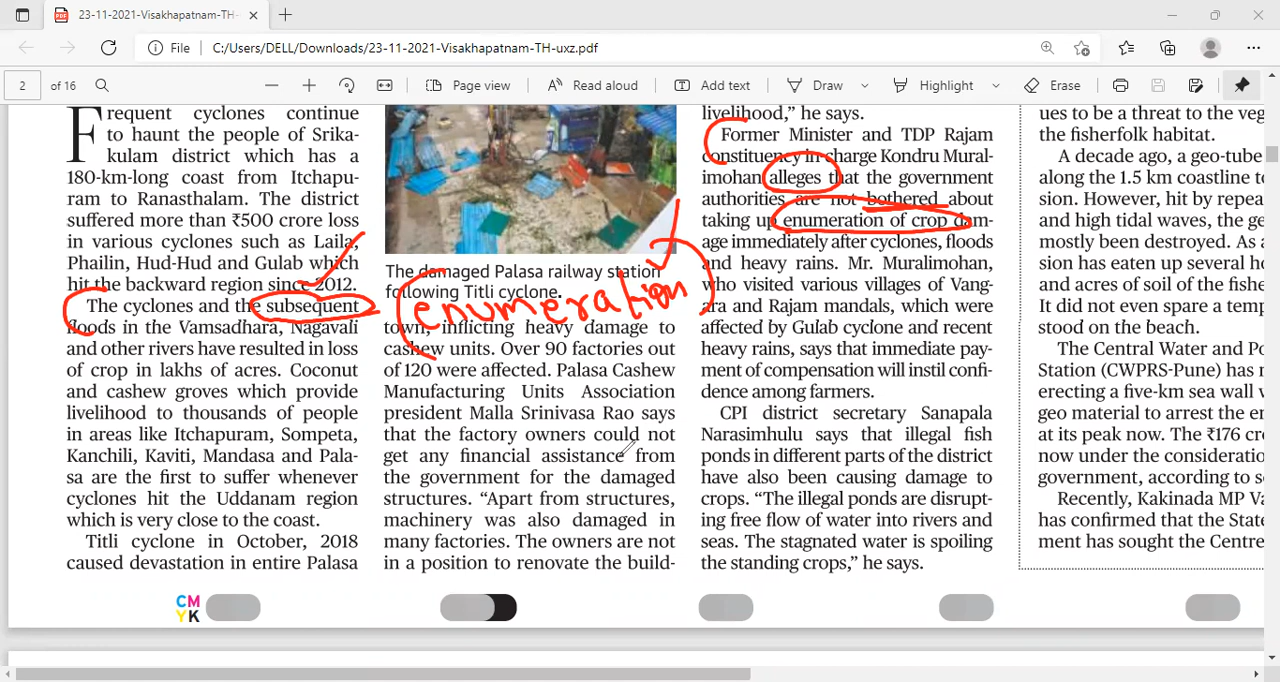 23-11-2021-Visakhapatnam-TH-
File
C:/Users/DELL/Downloads/23-11-2021-Visakhapatnam-TH-uxz.pdf
2 of 16
Page view
Read aloud
Add text
Draw
Highlight
Erase
Frequent cyclones continue
to haunt the people of Srika-
kulam district which has a
180-km-long coast from Itchapu-
ram to Ranasthalam. The district
suffered more than ₹500 crore loss
in various cyclones such as Laila,
Phailin, Hud-Hud and Gulab which
hit the backward region since 2012.
The cyclones and the subsequent
floods in the Vamsadhara, Nagavali
and other rivers have resulted in loss
of crop in lakhs of acres. Coconut
and cashew groves which provide
livelihood to thousands of people
in areas like Itchapuram, Sompeta,
Kanchili, Kaviti, Mandasa and Pala-
sa are the first to suffer whenever
cyclones hit the Uddanam region
which is very close to the coast.
Titli cyclone in October, 2018
caused devastation in entire Palasa
The damaged Palasa railway station
following Titli cyclone.
enumeration
town, inflicting heavy damage to
cashew units. Over 90 factories out
of 120 were affected. Palasa Cashew
Manufacturing Units Association
president Malla Srinivasa Rao says
that the factory owners could not
get any financial assistance from
the government for the damaged
structures. “Apart from structures,
machinery was also damaged in
many factories. The owners are not
in a position to renovate the build-
livelihood,” he says.
Former Minister and TDP Rajam
constituency in-charge Kondru Mural-
imohan alleges that the government
authorities are not bothered about
taking up enumeration of crop dam-
age immediately after cyclones, floods
and heavy rains. Mr. Muralimohan,
who visited various villages of Vang-
ara and Rajam mandals, which were
affected by Gulab cyclone and recent
heavy rains, says that immediate pay-
ment of compensation will instil confi-
dence among farmers.
CPI district secretary Sanapala
Narasimhulu says that illegal fish
ponds in different parts of the district
have also been causing damage to
crops. “The illegal ponds are disrupt-
ing free flow of water into rivers and
seas. The stagnated water is spoiling
the standing crops,” he says.
ues to be a threat to the veg
the fisherfolk habitat.
A decade ago, a geo-tube
along the 1.5 km coastline to
sion. However, hit by repea
and high tidal waves, the ge
mostly been destroyed. As a
sion has eaten up several h
and acres of soil of the fishe
It did not even spare a temp
stood on the beach.
The Central Water and Po
Station (CWPRS-Pune) has r
erecting a five-km sea wall v
geo material to arrest the er
at its peak now. The ₹176 cr
now under the consideratio
government, according to s
Recently, Kakinada MP Va
has confirmed that the State
ment has sought the Centre
CM
YK